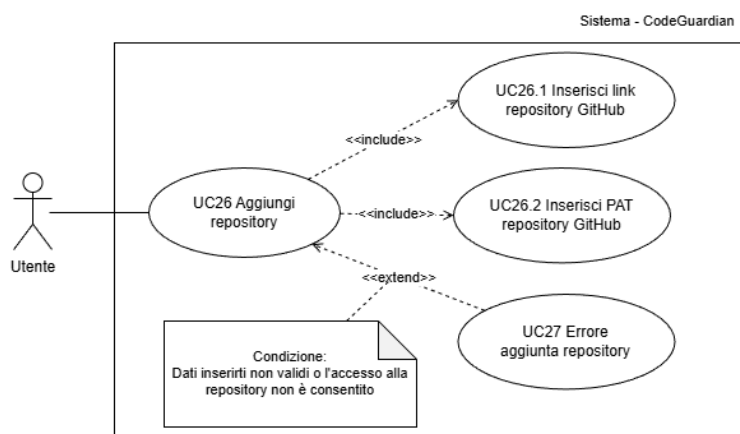 Sistema - CodeGuardian
UC26.1 Inserisci link
repository GitHub
<<include>>
UC26 Aggiungi
repository
<<include>>
UC26.2 Inserisci PAT
repository GitHub
Utente
<<extend>>
UC27 Errore
aggiunta repository
Condizione:
Dati inserirti non validi o l'accesso alla
repository non è consentito